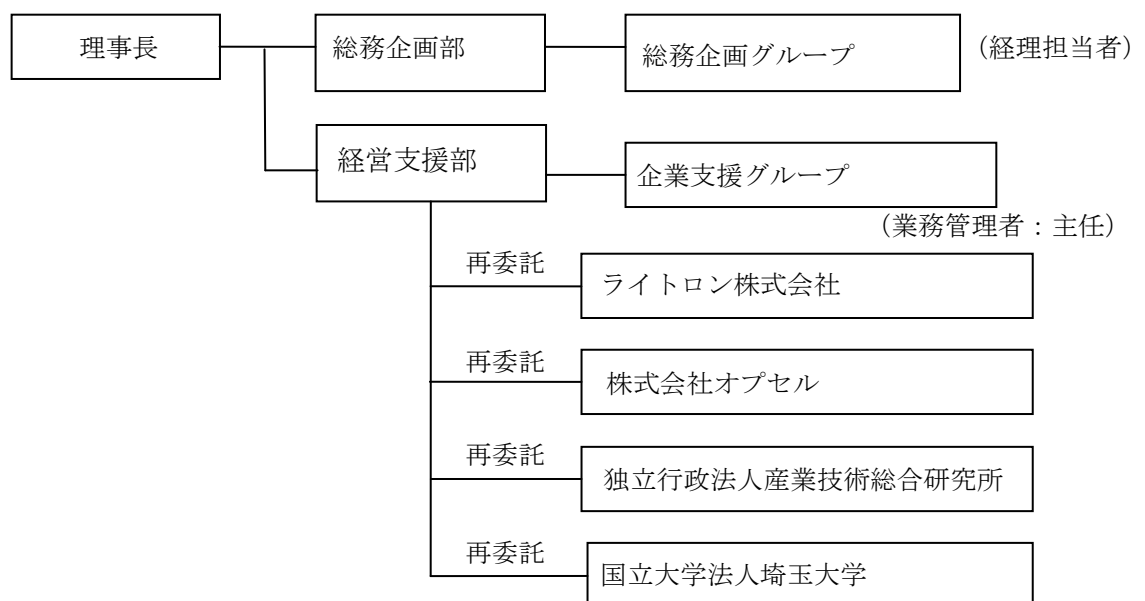 理事長
総務企画部
総務企画グループ
（経理担当者）
経営支援部
企業支援グループ
（業務管理者：主任）
再委託
ライトロン株式会社
再委託
株式会社オプセル
再委託
独立行政法人産業技術総合研究所
再委託
国立大学法人埼玉大学